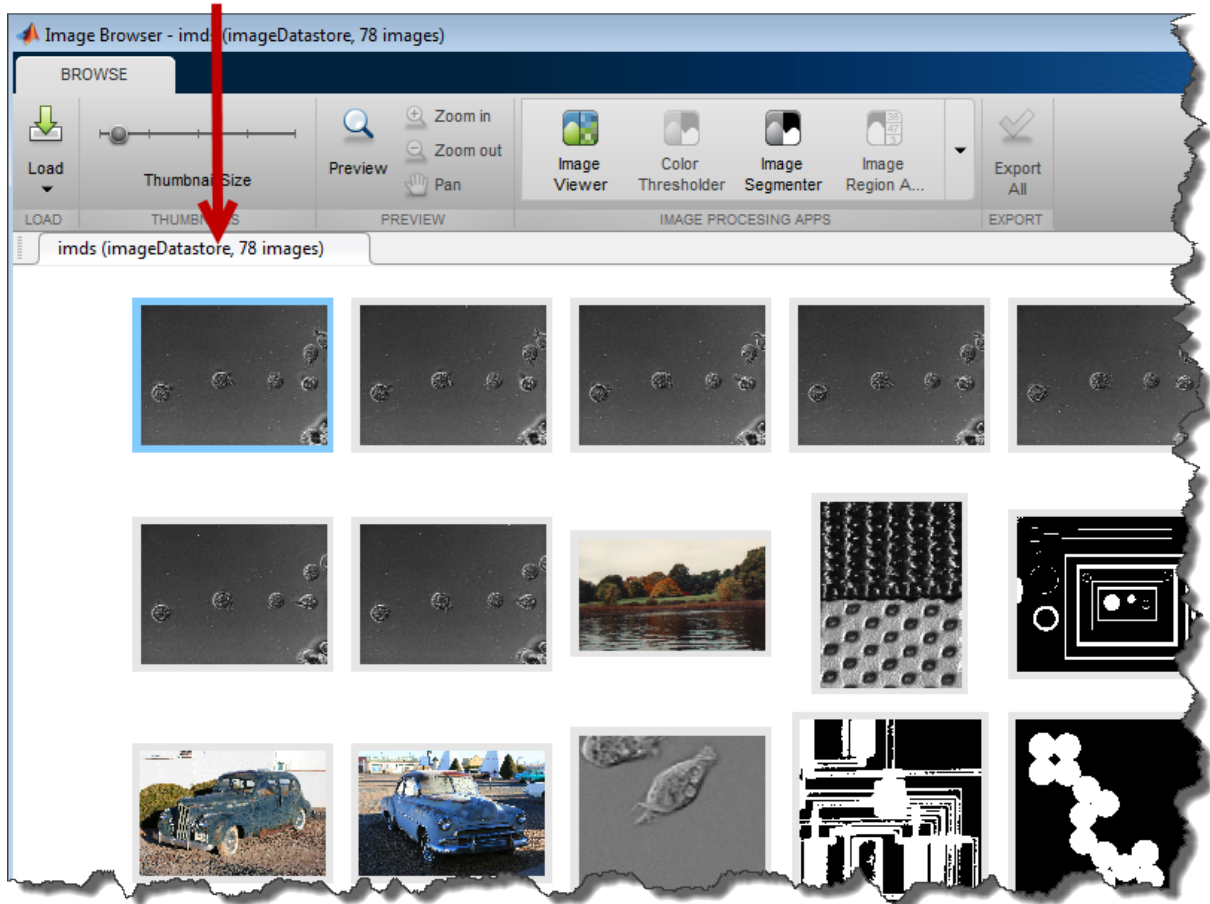 Image Browser - imds (imageDatastore, 78 images)
BROWSE
Load
Thumbnail Size
Preview
Zoom in
Zoom out
Pan
Image Viewer
Color Thresholder
Image Segmenter
Image Region A...
Export All
LOAD
THUMBNAILS
PREVIEW
IMAGE PROCESING APPS
EXPORT
imds (imageDatastore, 78 images)